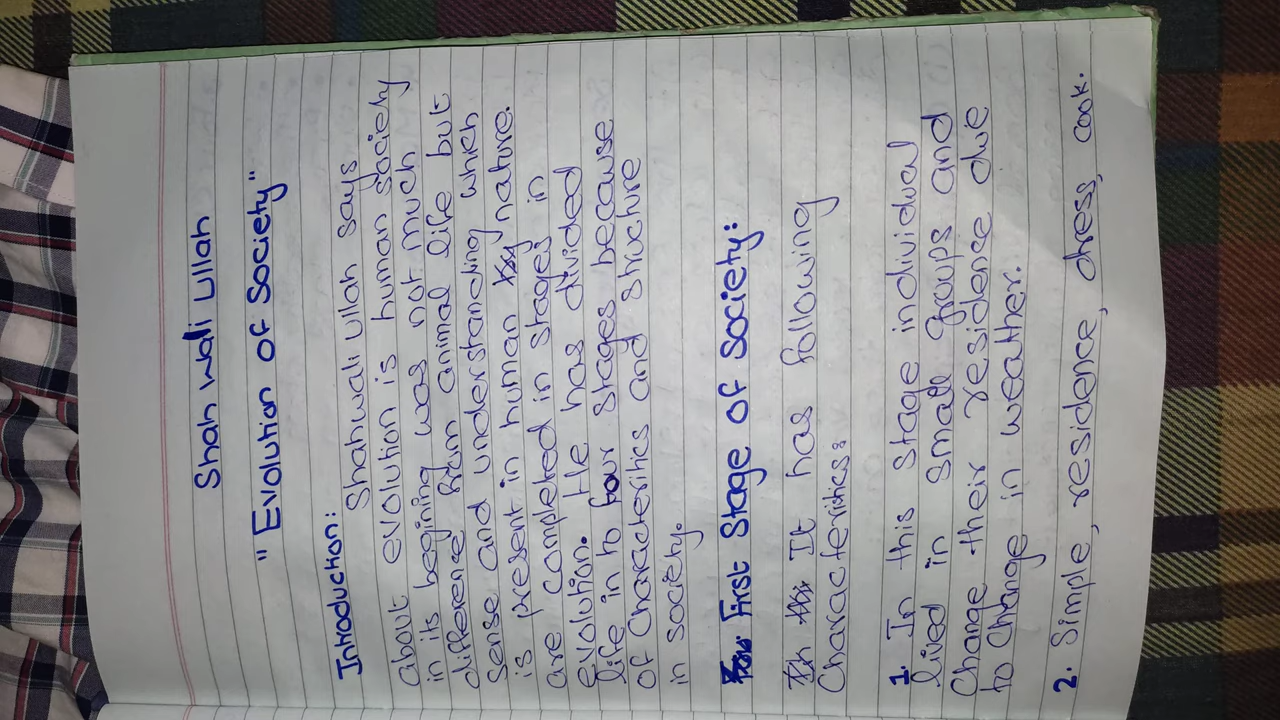 Shah Wali Ullah
"Evolution of Society"
Introduction:
Shahwali Ullah says
about evolution is human society
in its begining was not much
difference from animal life but
sense and understanding which
is present in human nature.
are completed in stages in
evolution. He has divided
life in to four stages because
of Characteritics and structure
in society.
First Stage of Society:
It has following
Characteristics:
1. In this stage individual
lived in small groups and
Change their residence due
to change in weather.
2. Simple, residence, dress, cook.